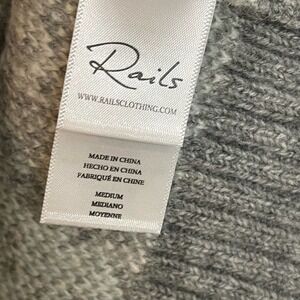 Rails
WWW.RAILSCLOTHING.COM
MADE IN CHINA
HECHO EN CHINA
FABRIQUÉ EN CHINE
MEDIUM
MEDIANO
MOYENNE